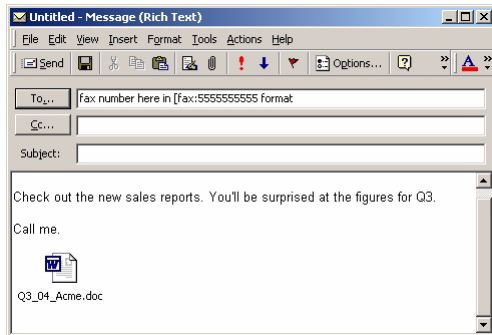 Untitled - Message (Rich Text)
File Edit View Insert Format Tools Actions Help
Send Options... A
To... fax number here in [fax:5555555555 format
Cc...
Subject:
Check out the new sales reports. You'll be surprised at the figures for Q3.
Call me.
Q3_04_Acme.doc